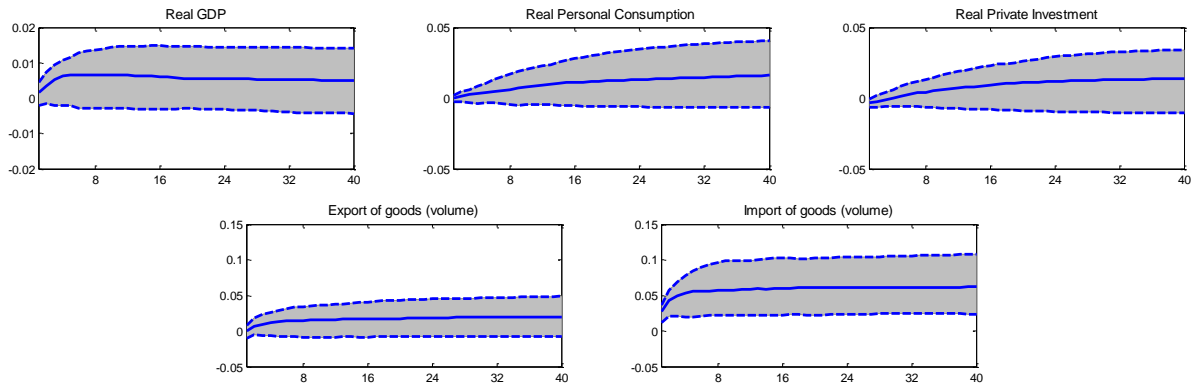 Real GDP
0.02
0.01
0
-0.01
-0.02
8 16 24 32 40
Real Personal Consumption
0.05
0
-0.05
8 16 24 32 40
Real Private Investment
0.05
0
-0.05
8 16 24 32 40
Export of goods (volume)
0.15
0.1
0.05
0
-0.05
8 16 24 32 40
Import of goods (volume)
0.15
0.1
0.05
0
-0.05
8 16 24 32 40